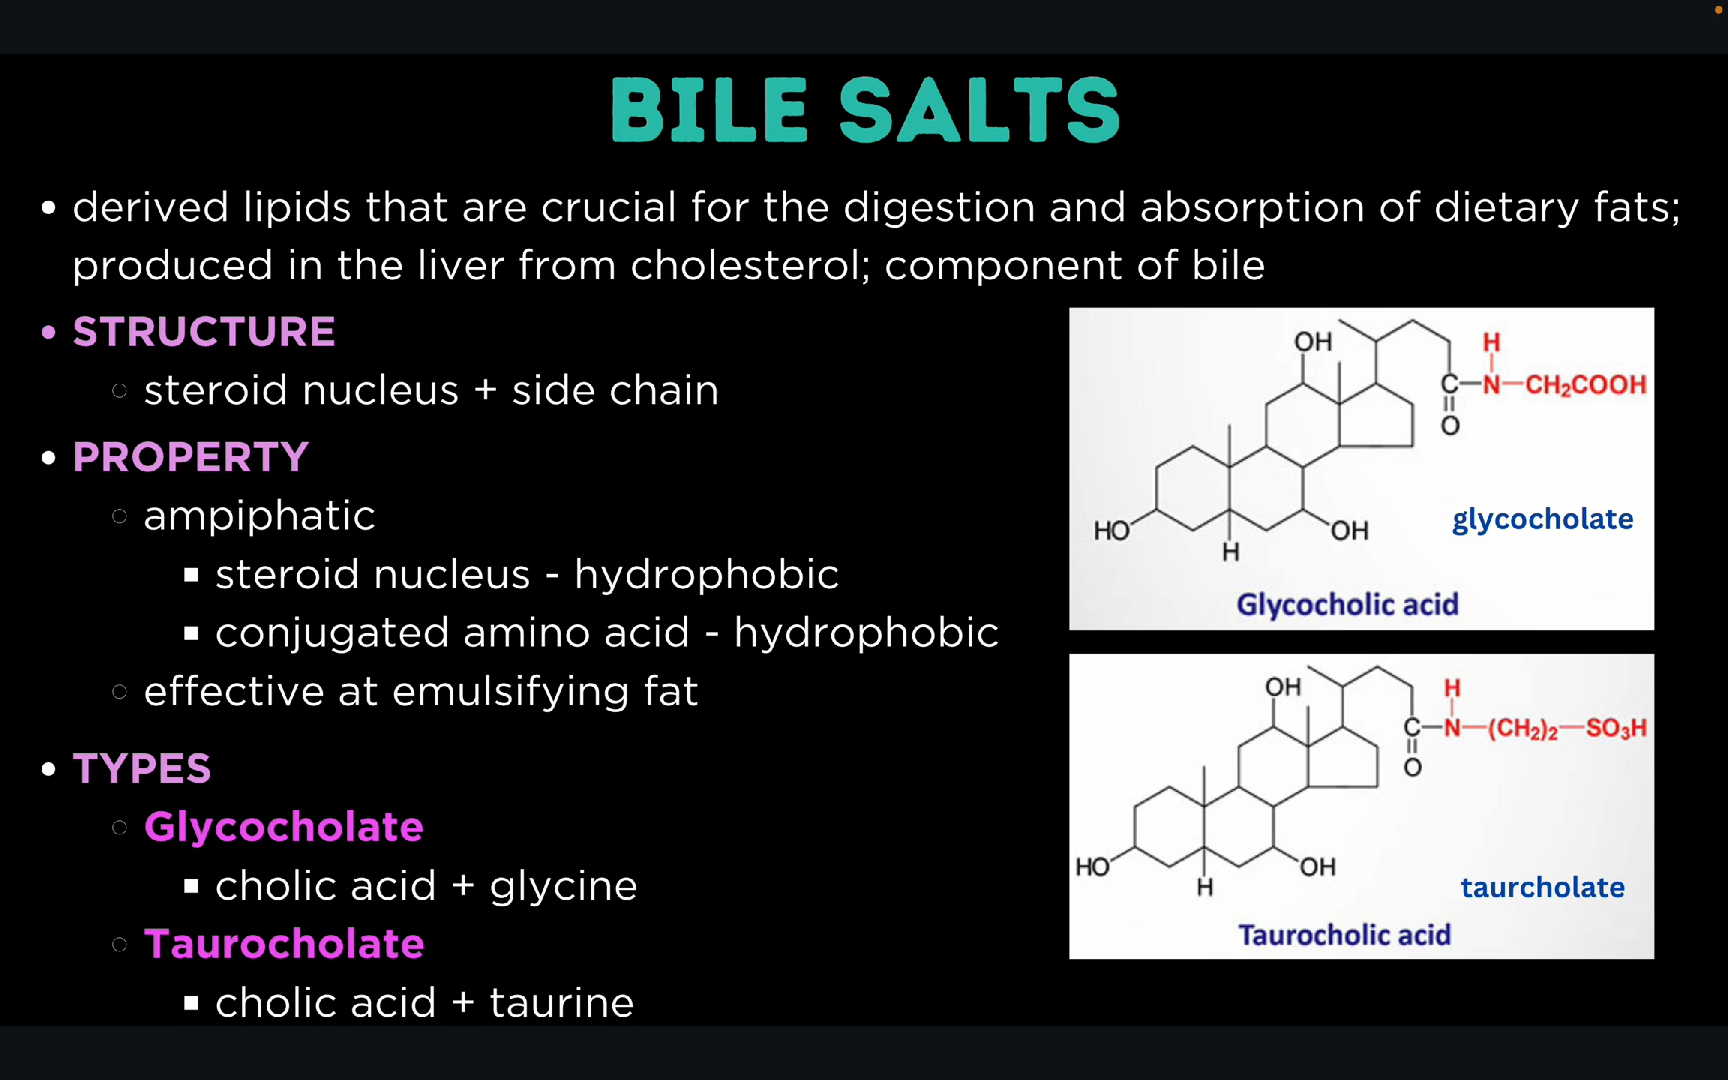 BILE SALTS
• derived lipids that are crucial for the digestion and absorption of dietary fats;
produced in the liver from cholesterol; component of bile
• STRUCTURE
○ steroid nucleus + side chain
• PROPERTY
○ ampiphatic
▪ steroid nucleus - hydrophobic
▪ conjugated amino acid - hydrophobic
○ effective at emulsifying fat
• TYPES
○ Glycocholate
▪ cholic acid + glycine
○ Taurocholate
▪ cholic acid + taurine
OH
H
C—N—CH₂COOH
O
HO
OH
H
glycocholate
Glycocholic acid
OH
H
C—N—(CH₂)₂—SO₃H
O
HO
OH
H
taurcholate
Taurocholic acid